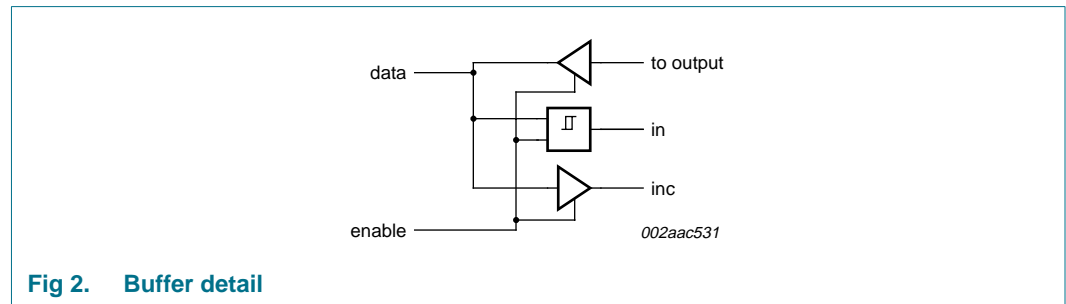 to output
data
in
inc
enable
002aac531
Fig 2. Buffer detail